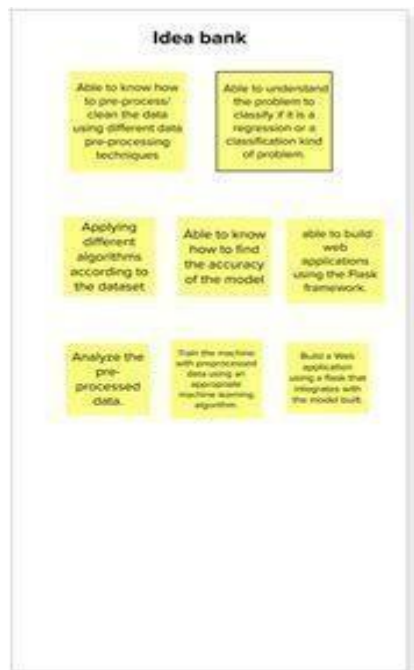 Idea bank
Able to know how
to pre-process/
clean the data
using different data
pre-processing
techniques
Able to understand
the problem to
classify if it is a
regression or a
classification kind
of problem.
Applying
different
algorithms
according to
the dataset
Able to know
how to find
the accuracy
of the model
able to build
web
applications
using the Flask
framework.
Analyze the
pre-
processed
data.
Train the machine
with preprocessed
data using an
appropriate
machine learning
algorithm.
Build a Web
application
using a flask that
integrates with
the model built.